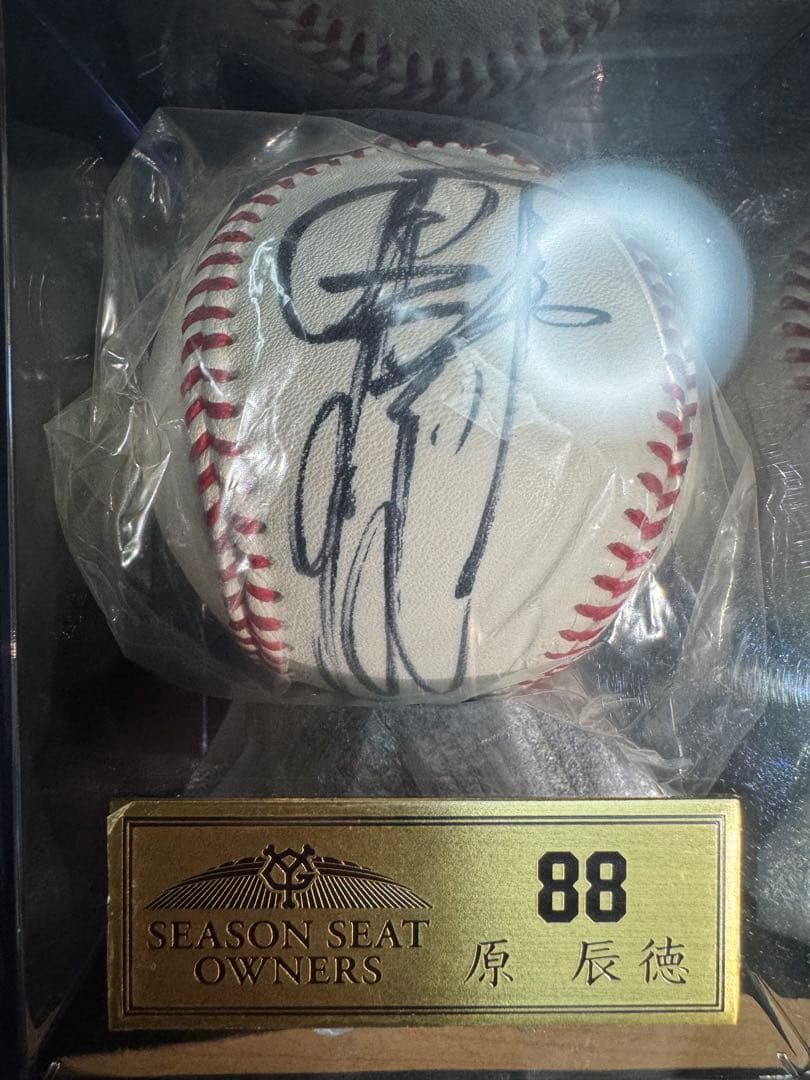 SEASON SEAT
OWNERS
88
原 辰徳